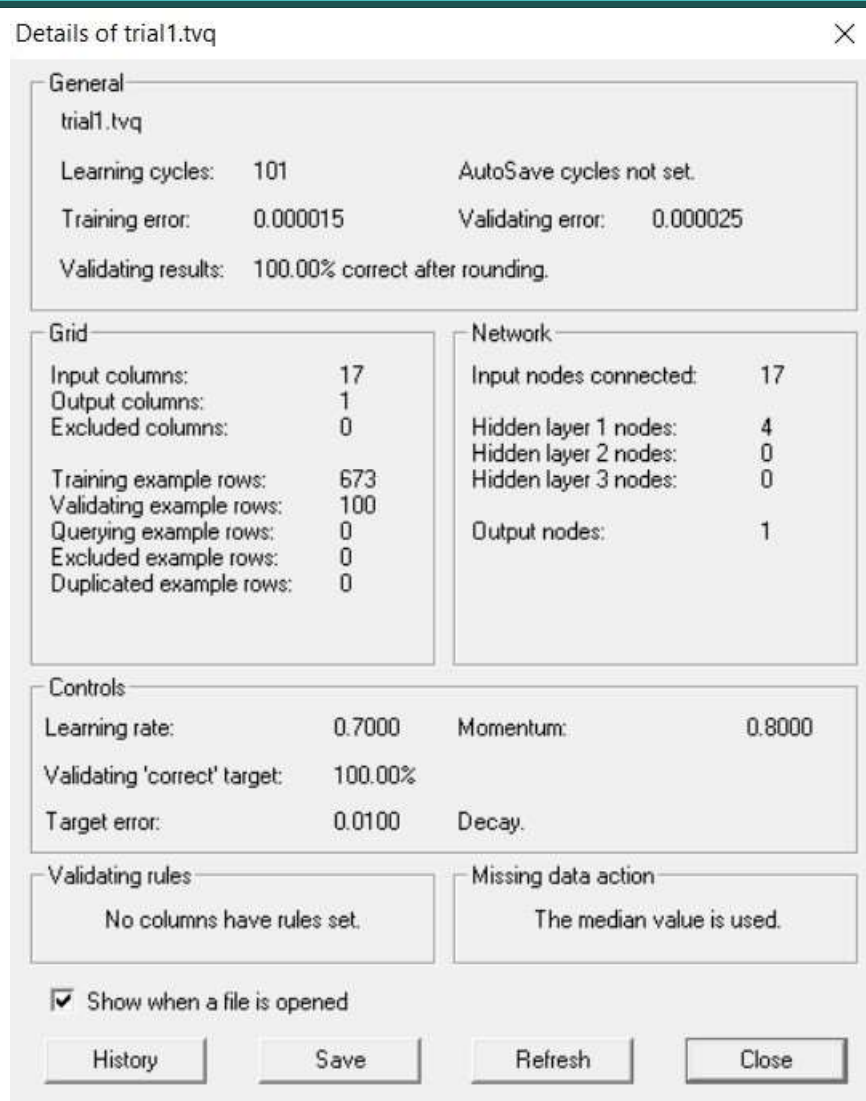 Details of trial1.tvq
General
trial1.tvq
Learning cycles: 101 AutoSave cycles not set.
Training error: 0.000015 Validating error: 0.000025
Validating results: 100.00% correct after rounding.
Grid
Input columns: 17
Output columns: 1
Excluded columns: 0
Training example rows: 673
Validating example rows: 100
Querying example rows: 0
Excluded example rows: 0
Duplicated example rows: 0
Network
Input nodes connected: 17
Hidden layer 1 nodes: 4
Hidden layer 2 nodes: 0
Hidden layer 3 nodes: 0
Output nodes: 1
Controls
Learning rate: 0.7000 Momentum: 0.8000
Validating 'correct' target: 100.00%
Target error: 0.0100 Decay.
Validating rules
No columns have rules set.
Missing data action
The median value is used.
Show when a file is opened
History Save Refresh Close